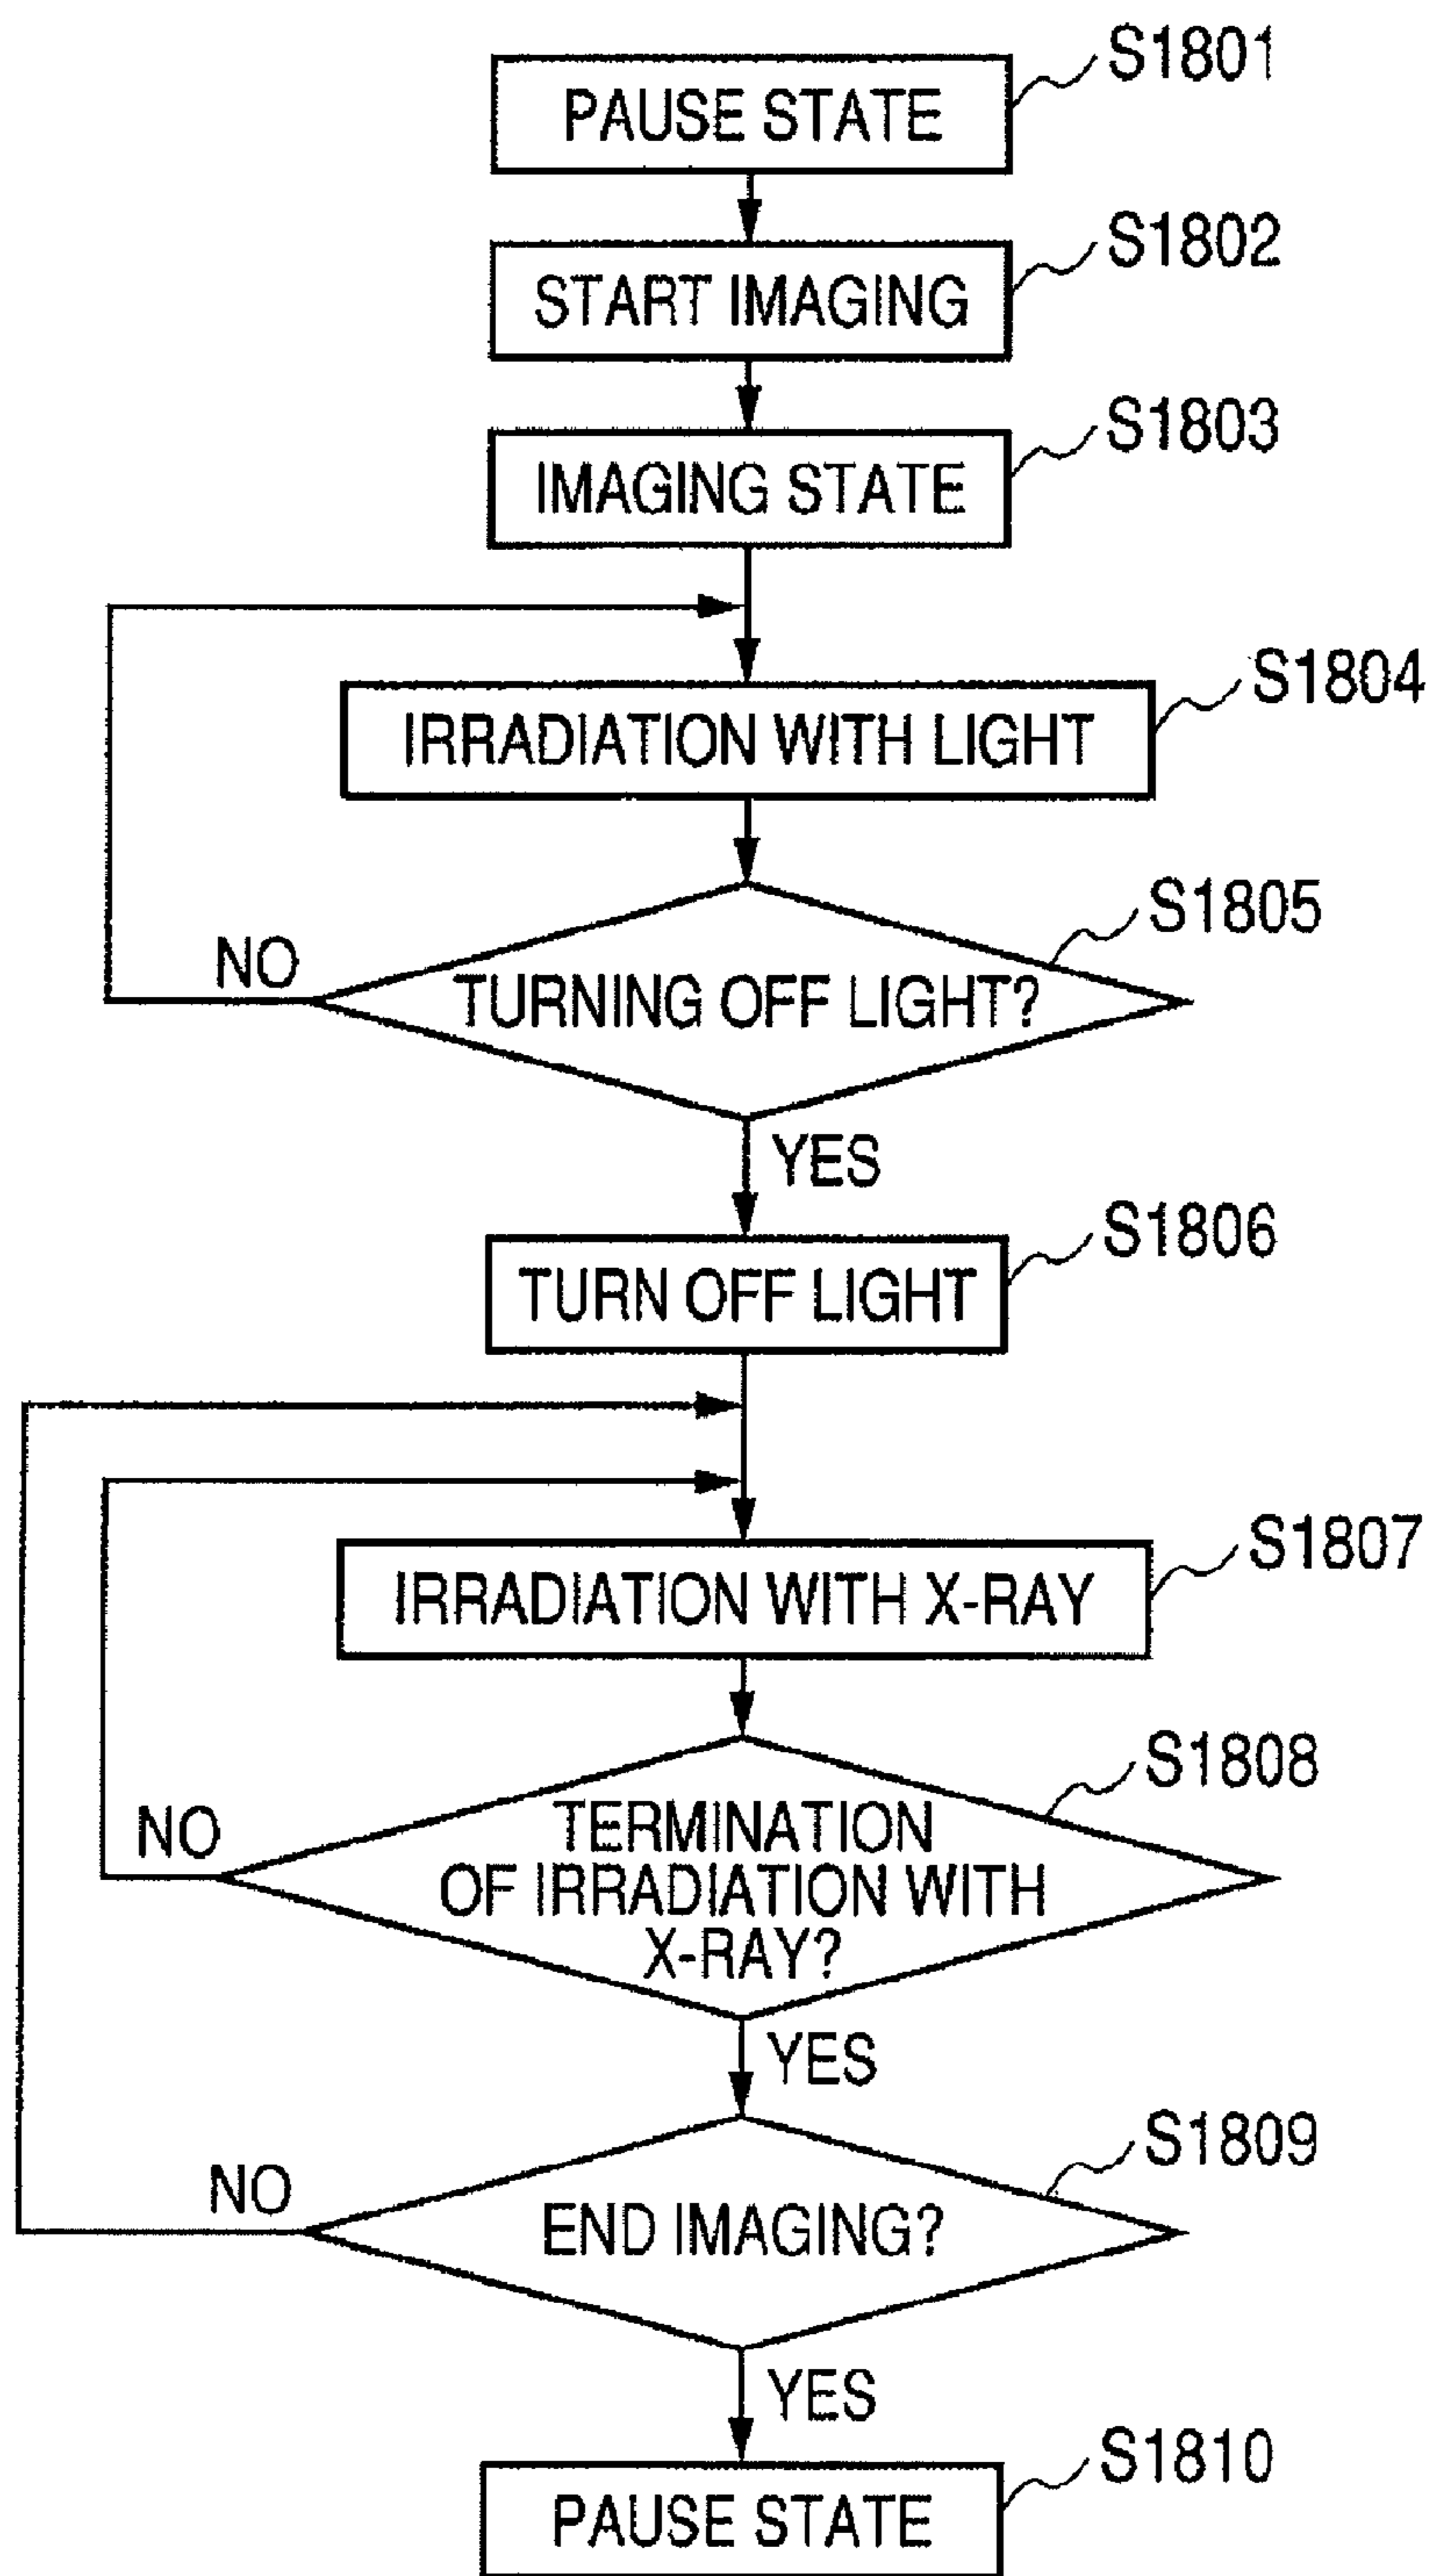 S1801
PAUSE STATE
S1802
START IMAGING
S1803
IMAGING STATE
S1804
IRRADIATION WITH LIGHT
S1805
NO
TURNING OFF LIGHT?
YES
S1806
TURN OFF LIGHT
S1807
IRRADIATION WITH X-RAY
S1808
NO
TERMINATION
OF IRRADIATION WITH
X-RAY?
YES
S1809
NO
END IMAGING?
YES
S1810
PAUSE STATE